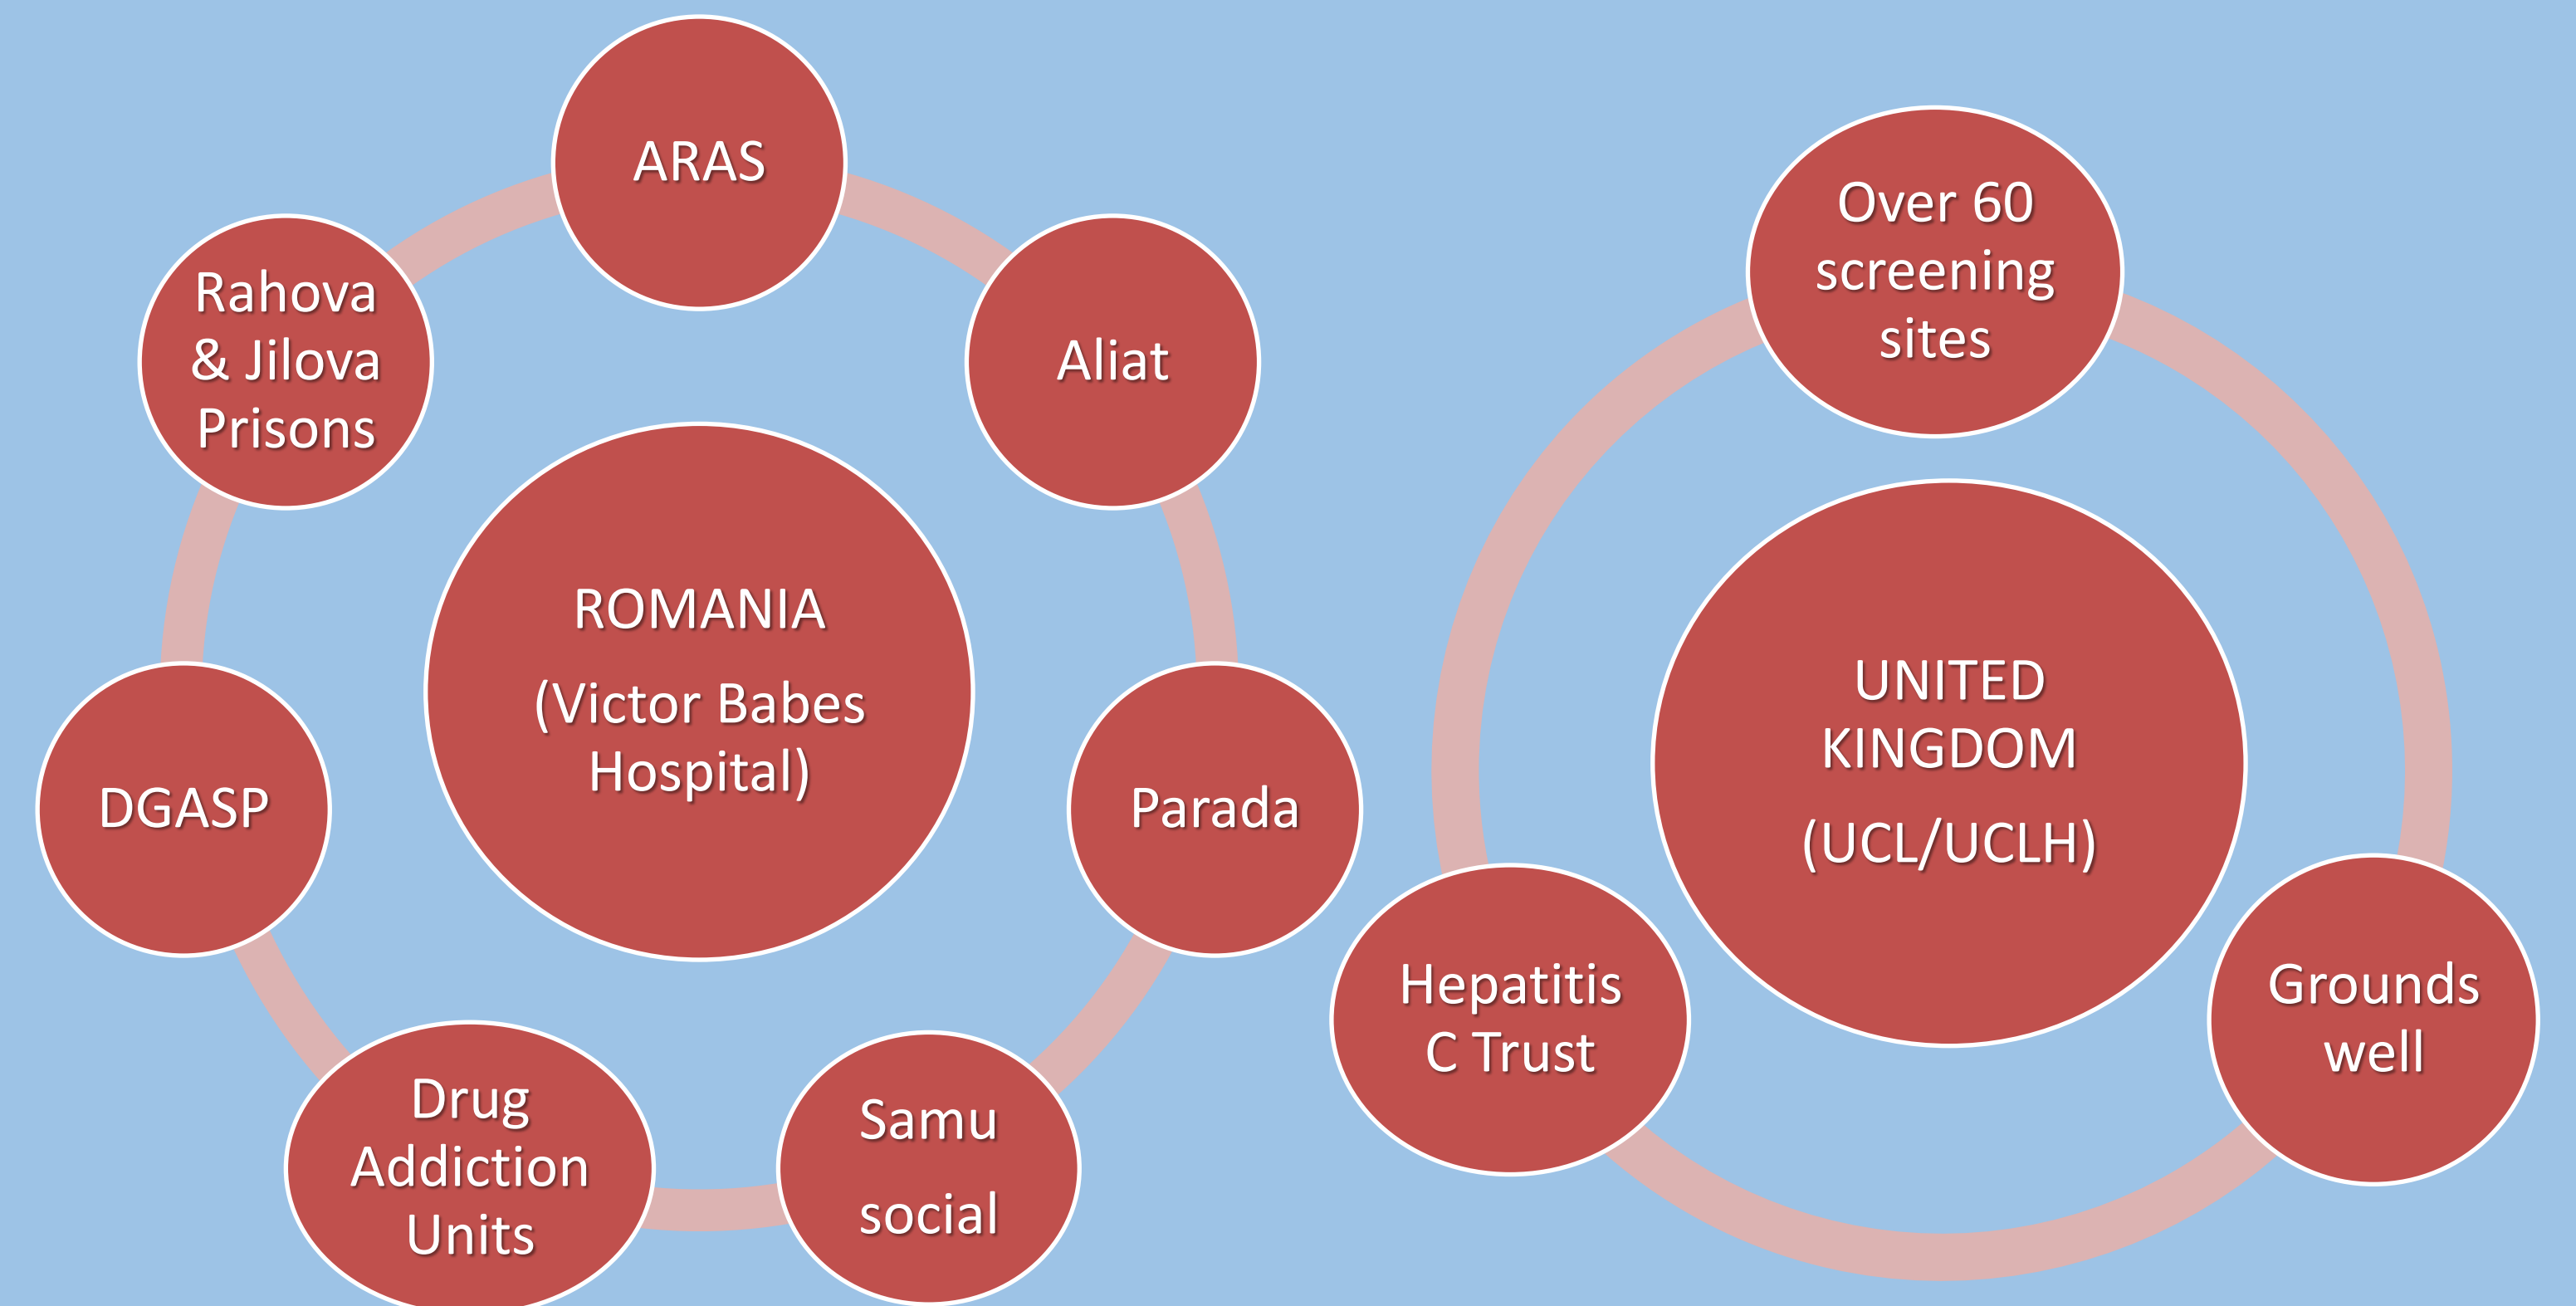 ARAS
Rahova
& Jilova
Prisons
Aliat
ROMANIA
(Victor Babes
Hospital)
DGASP
Parada
Drug
Addiction
Units
Samu
social
Over 60
screening
sites
UNITED
KINGDOM
(UCL/UCLH)
Hepatitis
C Trust
Grounds
well